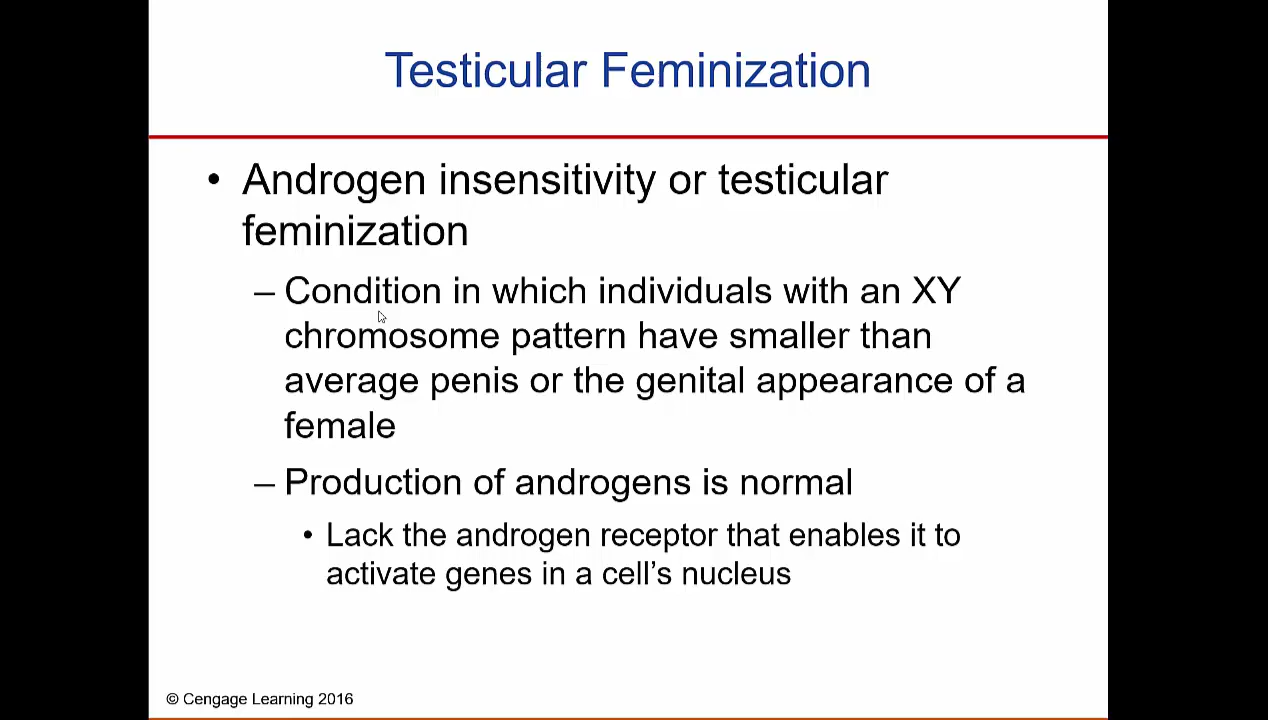 Testicular Feminization
• Androgen insensitivity or testicular
feminization
– Condition in which individuals with an XY
chromosome pattern have smaller than
average penis or the genital appearance of a
female
– Production of androgens is normal
• Lack the androgen receptor that enables it to
activate genes in a cell's nucleus
© Cengage Learning 2016